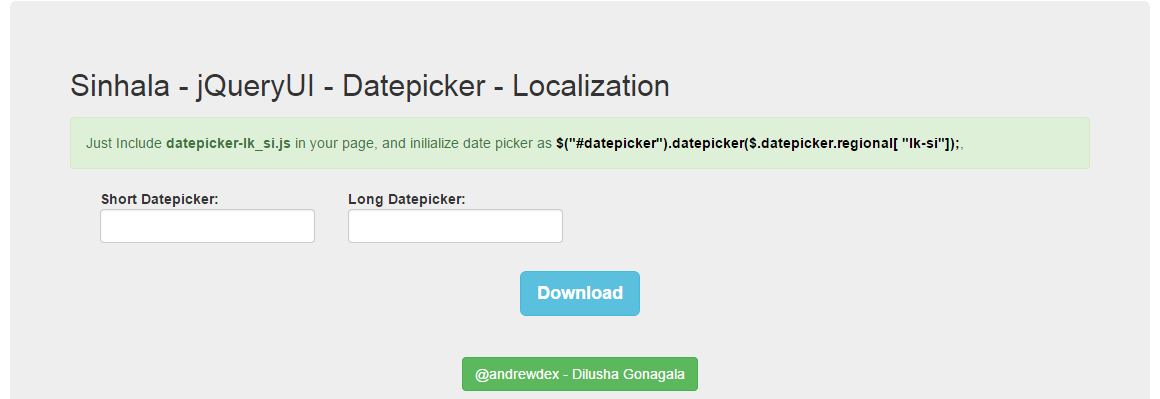 Sinhala - jQueryUI - Datepicker - Localization
Just Include datepicker-lk_si.js in your page, and inilialize date picker as $("#datepicker").datepicker($.datepicker.regional[ "lk-si"]);,
Short Datepicker: Long Datepicker:
Download
@andrewdex - Dilusha Gonagala